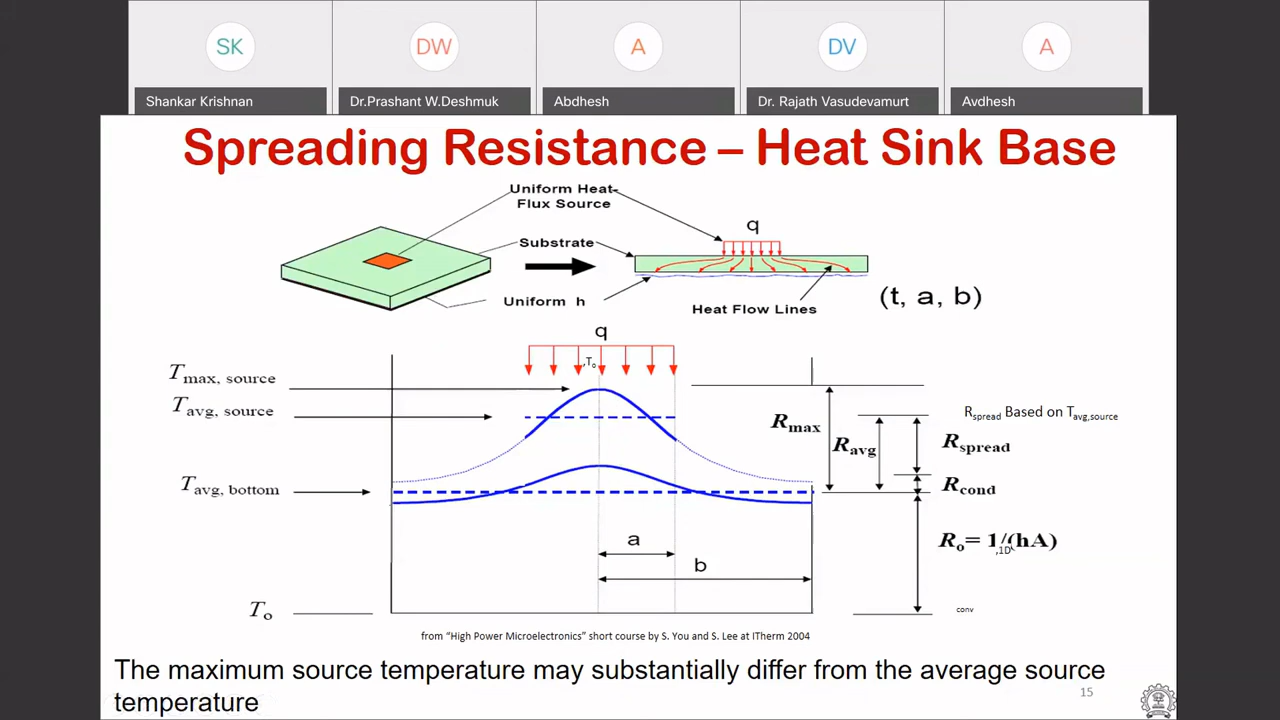 SK
DW
A
DV
A
Shankar Krishnan
Dr.Prashant W.Deshmuk
Abdhesh
Dr. Rajath Vasudevamurt
Avdhesh
Spreading Resistance – Heat Sink Base
Uniform Heat-
Flux Source
q
Substrate
Uniform h
Heat Flow Lines
(t, a, b)
q
,To
Tmax, source
Tavg, source
Tavg, bottom
To
Rmax
Ravg
Rspread Based on Tavg,source
Rspread
Rcond
Ro= 1/(hA)
,1D
a
b
conv
from “High Power Microelectronics” short course by S. You and S. Lee at ITherm 2004
The maximum source temperature may substantially differ from the average source
temperature
15